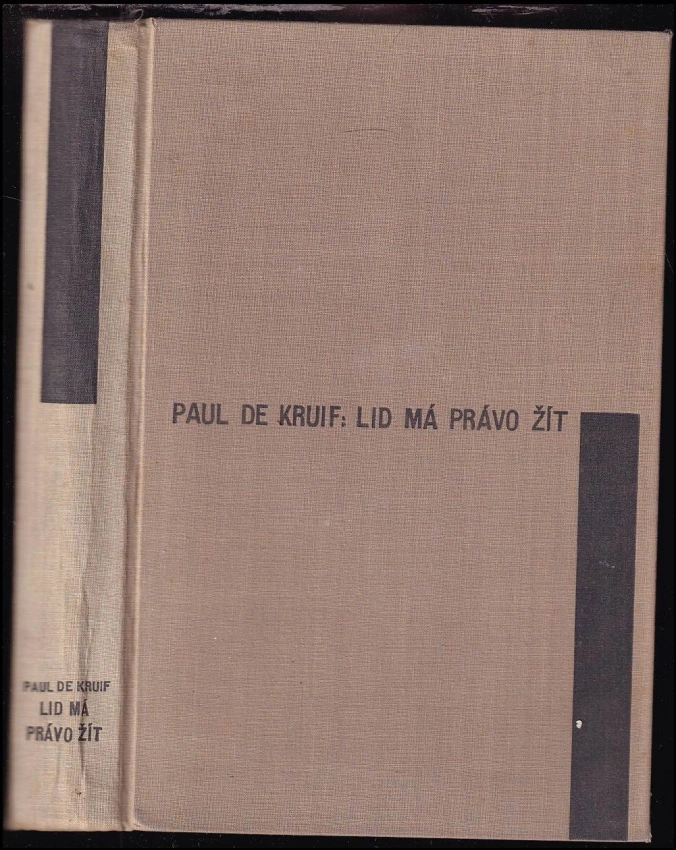 PAUL DE KRUIF: LID MÁ PRÁVO ŽÍT
PAUL DE KRUIF
LID MÁ
PRÁVO ŽÍT